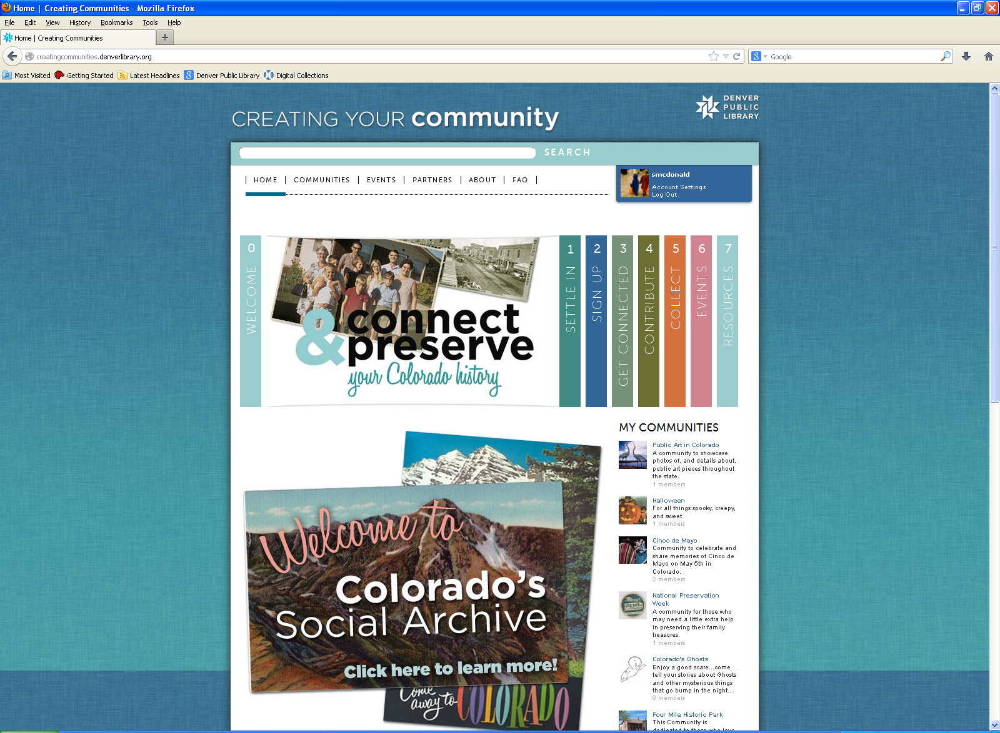 Home | Creating Communities - Mozilla Firefox
File Edit View History Bookmarks Tools Help
Home | Creating Communities
creatingcommunities.denverlibrary.org
Google
Most Visited Getting Started Latest Headlines Denver Public Library Digital Collections
CREATING YOUR community
DENVER
PUBLIC
LIBRARY
SEARCH
HOME | COMMUNITIES | EVENTS | PARTNERS | ABOUT | FAQ |
smcdonald
Account Settings
Log Out
0 WELCOME
connect
& preserve
your Colorado history
1 SETTLE IN
2 SIGN UP
3 GET CONNECTED
4 CONTRIBUTE
5 COLLECT
6 EVENTS
7 RESOURCES
Welcome to
Colorado's
Social Archive
Click here to learn more!
Come
away to
COLORADO
MY COMMUNITIES
Public Art in Colorado
A community to showcase
photos of, and details about,
public art pieces throughout
the state.
1 members
Halloween
For all things spooky, creepy,
and sweet
1 members
Cinco de Mayo
Community to celebrate and
share memories of Cinco de
Mayo on May 5th in
Colorado.
2 members
National Preservation
Week
A community for those who
may need a little extra help
in preserving their family
treasures.
1 members
Colorado's Ghosts
Enjoy a good scare...come
tell your stories about Ghosts
and other mysterious things
that go bump in the night...
8 members
Four Mile Historic Park
This Community is
dedicated to those who love